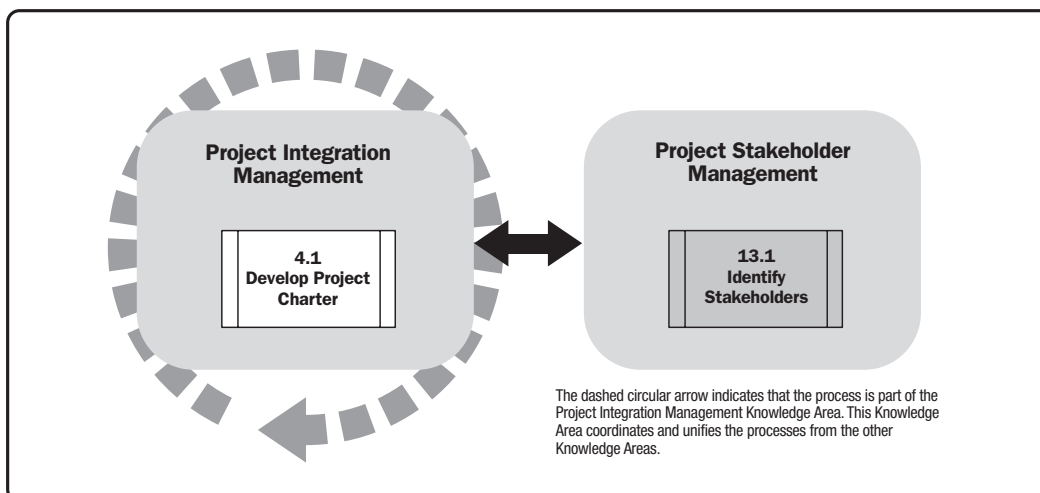 Project Integration
Management
4.1
Develop Project
Charter
Project Stakeholder
Management
13.1
Identify
Stakeholders
The dashed circular arrow indicates that the process is part of the
Project Integration Management Knowledge Area. This Knowledge
Area coordinates and unifies the processes from the other
Knowledge Areas.